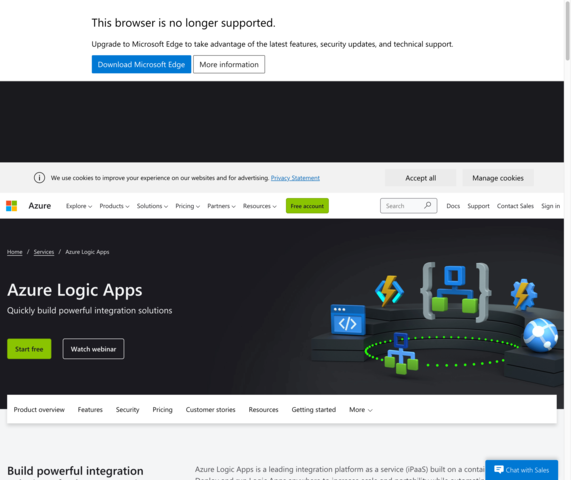 This browser is no longer supported.
Upgrade to Microsoft Edge to take advantage of the latest features, security updates, and technical support.
Download Microsoft Edge
More information
We use cookies to improve your experience on our websites and for advertising. Privacy Statement
Accept all
Manage cookies
Azure
Explore
Products
Solutions
Pricing
Partners
Resources
Free account
Search
Docs
Support
Contact Sales
Sign in
Home / Services / Azure Logic Apps
Azure Logic Apps
Quickly build powerful integration solutions
Start free
Watch webinar
Product overview
Features
Security
Pricing
Customer stories
Resources
Getting started
More
Build powerful integration
Azure Logic Apps is a leading integration platform as a service (iPaaS) built on a
Chat with Sales